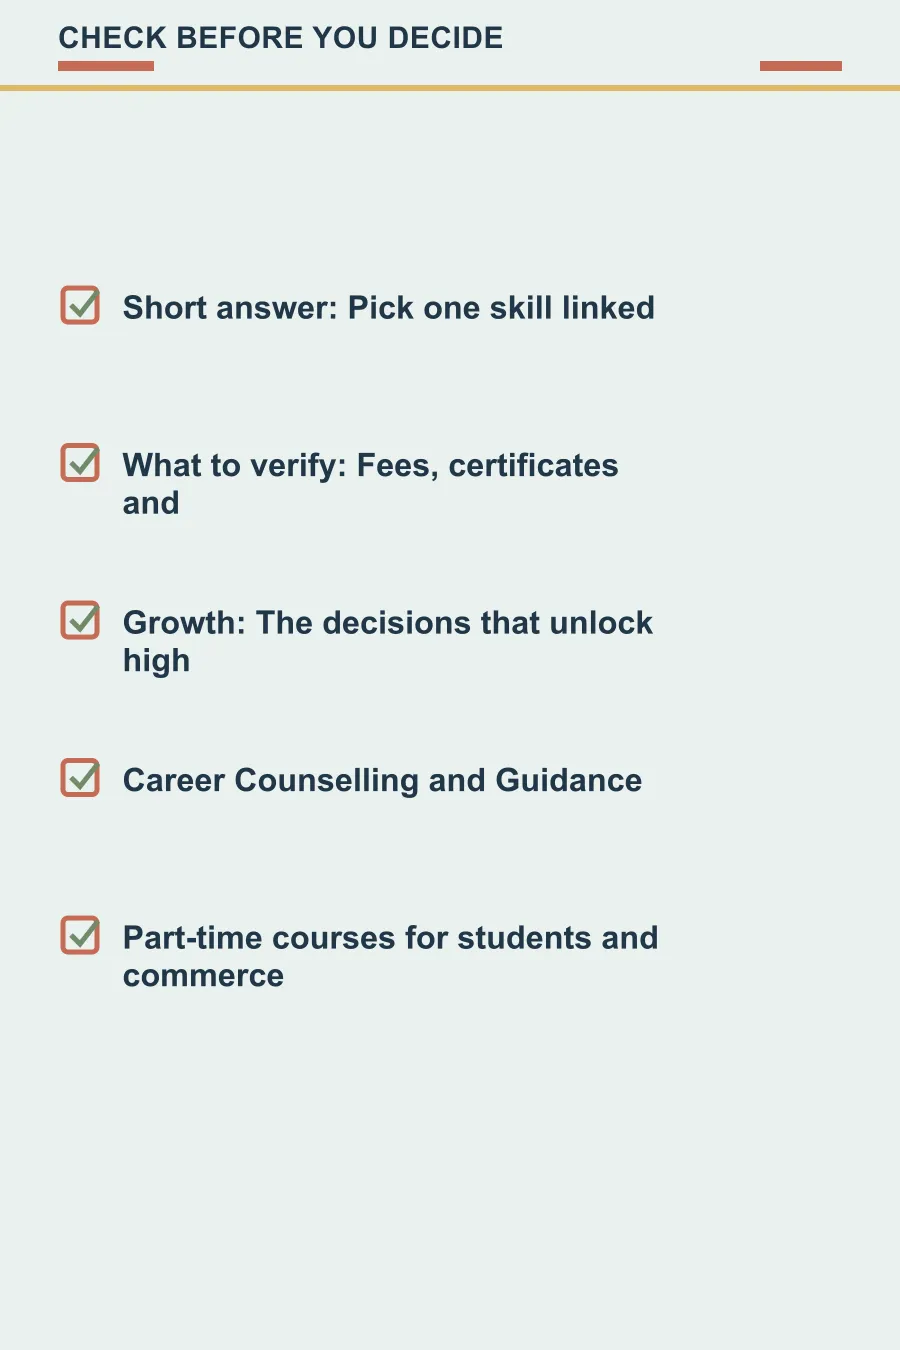 CHECK BEFORE YOU DECIDE
Short answer: Pick one skill linked
What to verify: Fees, certificates
and
Growth: The decisions that unlock
high
Career Counselling and Guidance
Part-time courses for students and
commerce